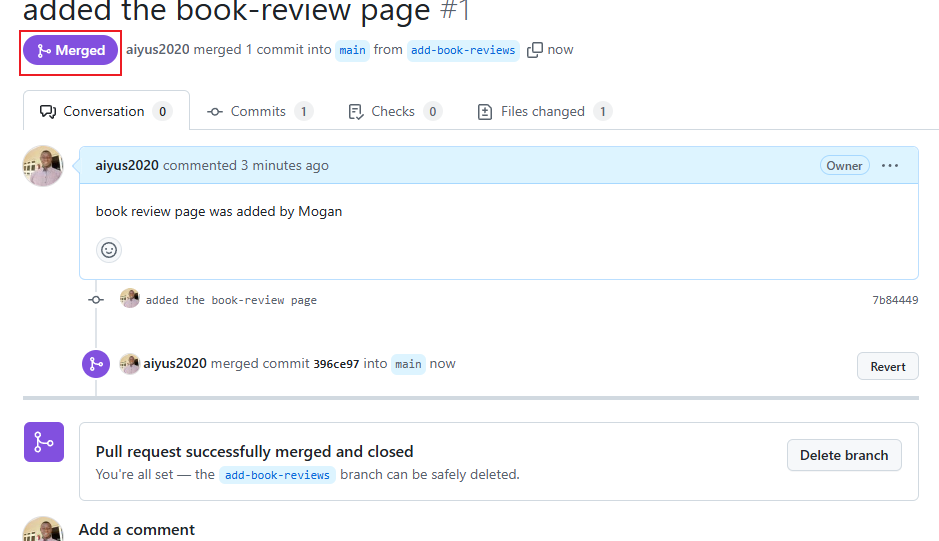 added the book-review page #1
Merged aiyus2020 merged 1 commit into main from add-book-reviews now
Conversation 0 Commits 1 Checks 0 Files changed 1
aiyus2020 commented 3 minutes ago Owner ...
book review page was added by Mogan
added the book-review page 7b84449
aiyus2020 merged commit 396ce97 into main now Revert
Pull request successfully merged and closed
You're all set — the add-book-reviews branch can be safely deleted. Delete branch
Add a comment